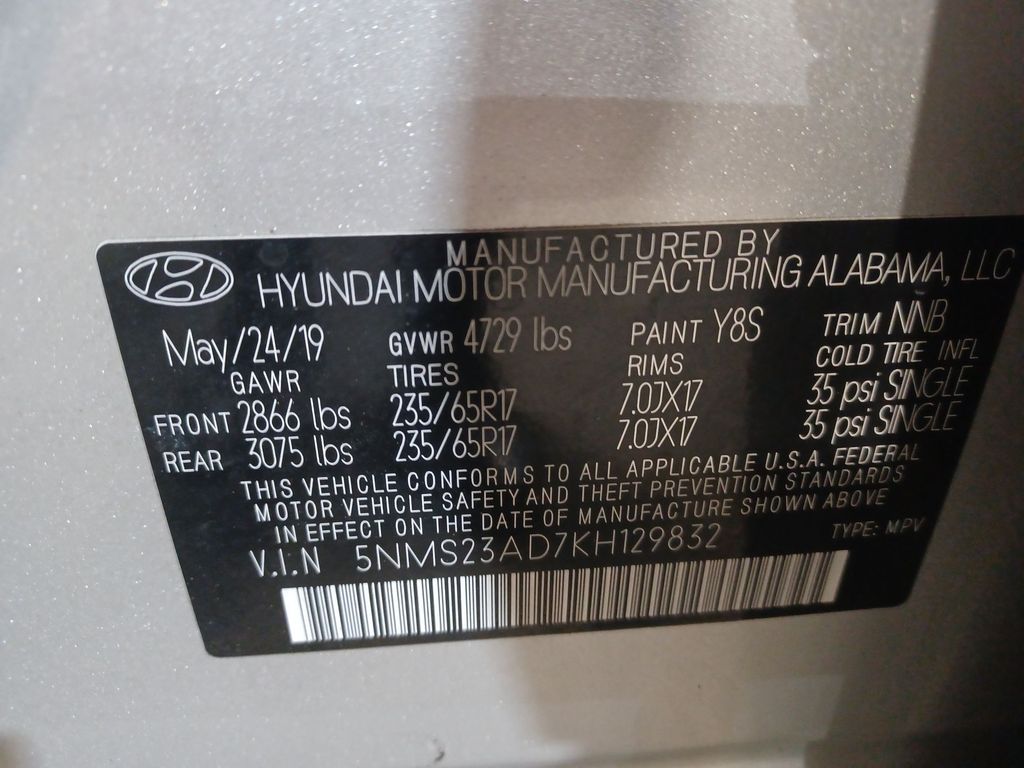 MANUFACTURED BY
HYUNDAI MOTOR MANUFACTURING ALABAMA, LLC
May/24/19 GVWR 4729 lbs PAINT Y8S TRIM NNB
GAWR TIRES RIMS COLD TIRE INFL
FRONT 2866 lbs 235/65R17 7.0JX17 35 psi SINGLE
REAR 3075 lbs 235/65R17 7.0JX17 35 psi SINGLE
THIS VEHICLE CONFORMS TO ALL APPLICABLE U.S.A. FEDERAL
MOTOR VEHICLE SAFETY AND THEFT PREVENTION STANDARDS
IN EFFECT ON THE DATE OF MANUFACTURE SHOWN ABOVE
V.I.N 5NMS23AD7KH129832 TYPE: MPV